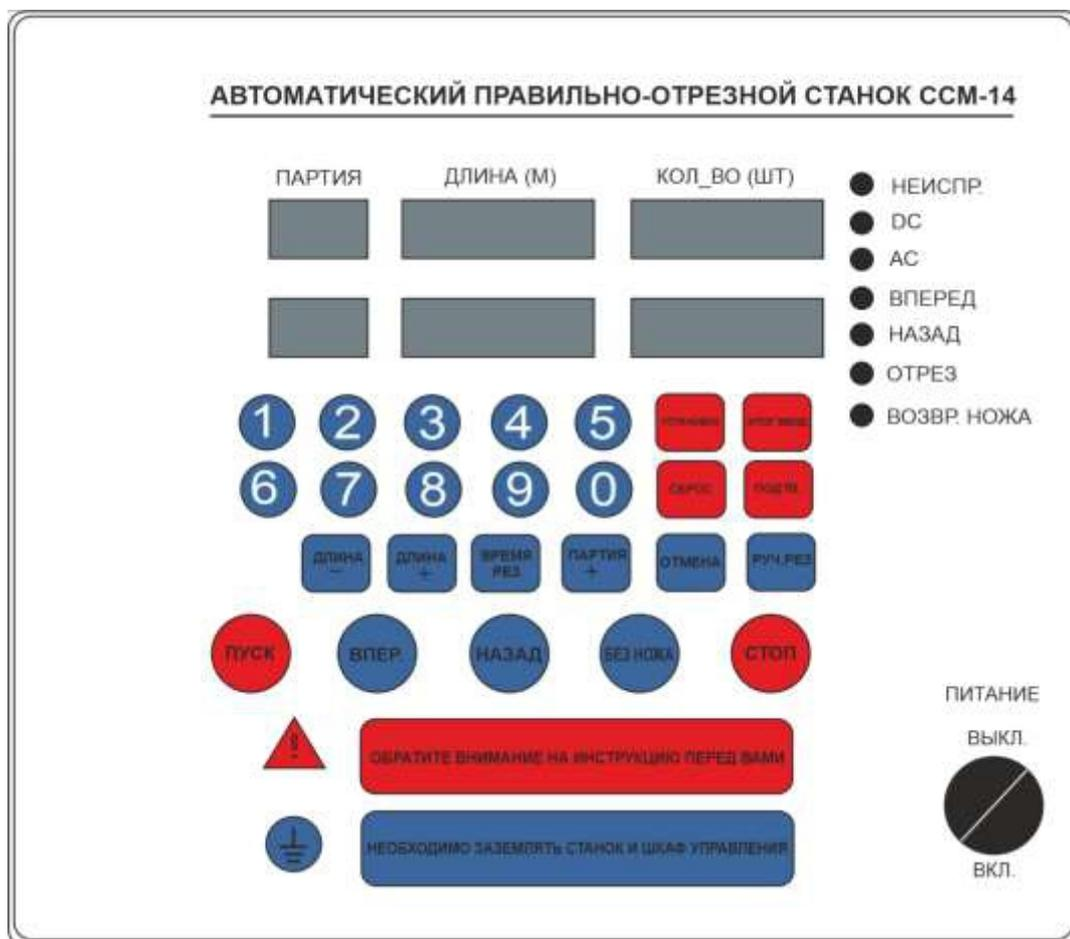 АВТОМАТИЧЕСКИЙ ПРАВИЛЬНО-ОТРЕЗНОЙ СТАНОК ССМ-14
ПАРТИЯ ДЛИНА (М) КОЛ_ВО (ШТ)
НЕИСПР.
DC
AC
ВПЕРЕД
НАЗАД
ОТРЕЗ
ВОЗВР. НОЖА
1 2 3 4 5
6 7 8 9 0 СБРОС ПОДТВ.
ДЛИНА
−
ДЛИНА
+
ВРЕМЯ
РЕЗ
ПАРТИЯ
+
ОТМЕНА
РУЧ.РЕЗ
ПУСК ВПЕР. НАЗАД БЕЗ НОЖА СТОП
ПИТАНИЕ
ВЫКЛ.
ВКЛ.
!
ОБРАТИТЕ ВНИМАНИЕ НА ИНСТРУКЦИЮ ПЕРЕД ВАМИ
НЕОБХОДИМО ЗАЗЕМЛЯТЬ СТАНОК И ШКАФ УПРАВЛЕНИЯ